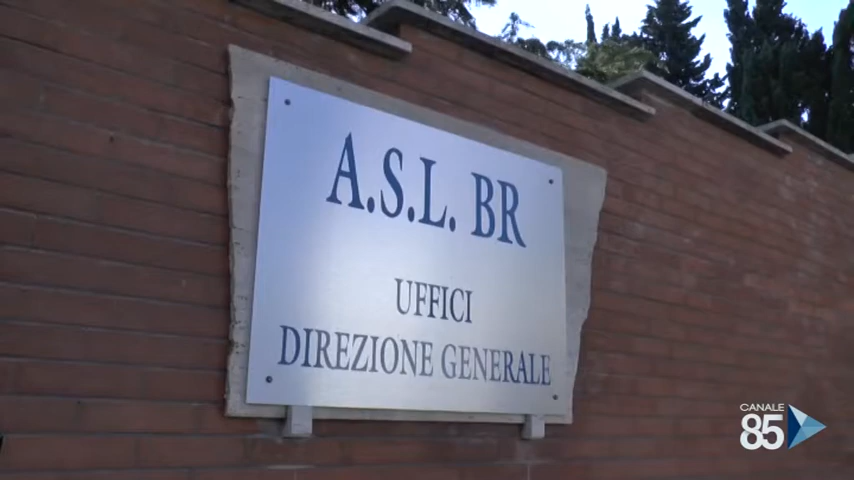 A.S.L. BR
UFFICI
DIREZIONE GENERALE
CANALE
85